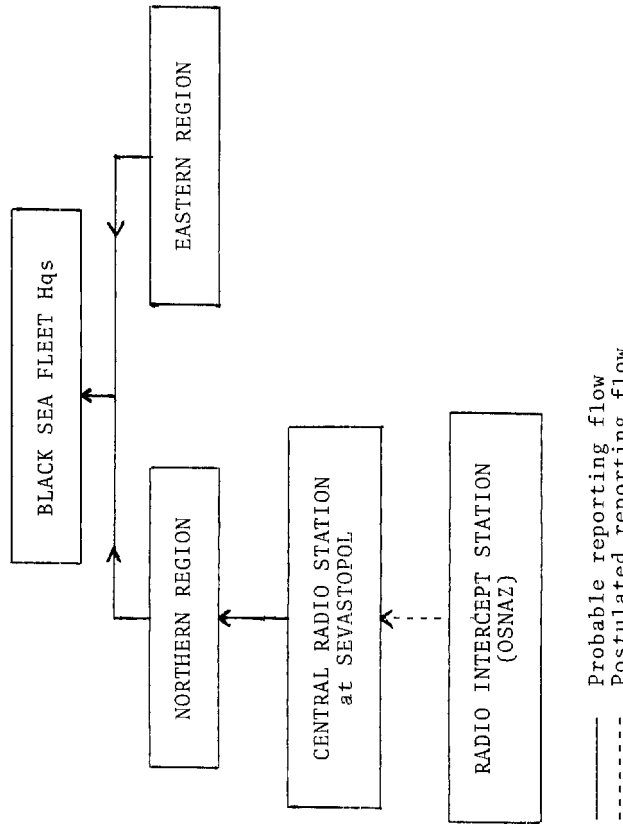 BLACK SEA FLEET Hqs
NORTHERN REGION
EASTERN REGION
CENTRAL RADIO STATION
at SEVASTOPOL
RADIO INTERCEPT STATION
(OSNAZ)
Probable reporting flow
Postulated reporting flow